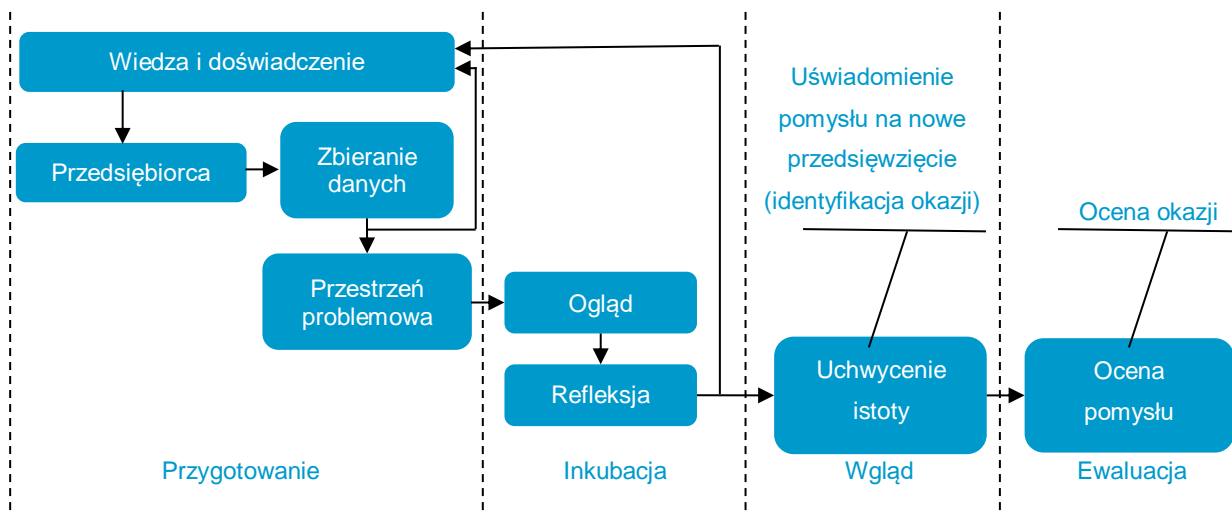 Wiedza i doświadczenie
Przedsiębiorca
Zbieranie
danych
Przestrzeń
problemowa
Ogląd
Refleksja
Uświadomienie
pomysłu na nowe
przedsięwzięcie
(identyfikacja okazji)
Uchwycenie
istoty
Ocena okazji
Ocena
pomysłu
Przygotowanie
Inkubacja
Wgląd
Ewaluacja